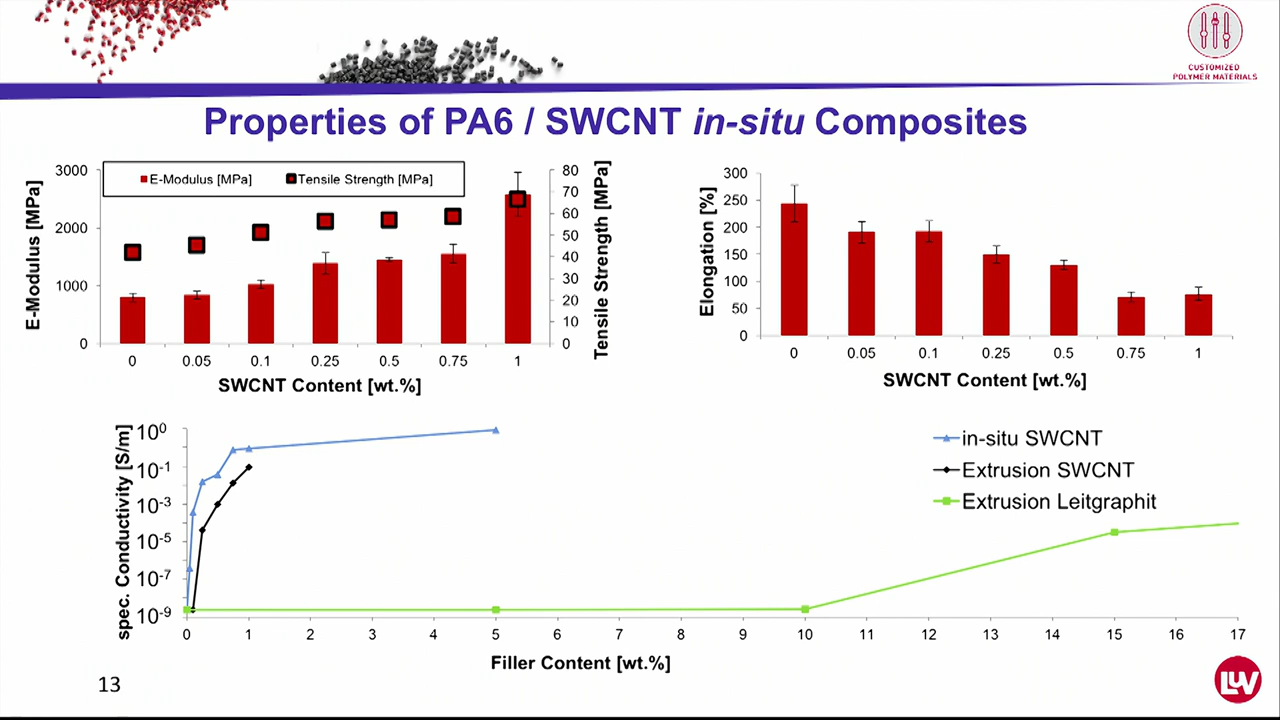 CUSTOMIZED
POLYMER MATERIALS
Properties of PA6 / SWCNT in-situ Composites
E-Modulus [MPa]
3000
2000
1000
0
E-Modulus [MPa]
Tensile Strength [MPa]
80
70
60
50
40
30
20
10
0
Tensile Strength [MPa]
0 0.05 0.1 0.25 0.5 0.75 1
SWCNT Content [wt.%]
Elongation [%]
300
250
200
150
100
50
0
0 0.05 0.1 0.25 0.5 0.75 1
SWCNT Content [wt.%]
spec. Conductivity [S/m]
10⁰
10⁻¹
10⁻³
10⁻⁵
10⁻⁷
10⁻⁹
in-situ SWCNT
Extrusion SWCNT
Extrusion Leitgraphit
0 1 2 3 4 5 6 7 8 9 10 11 12 13 14 15 16 17
Filler Content [wt.%]
13
LuV